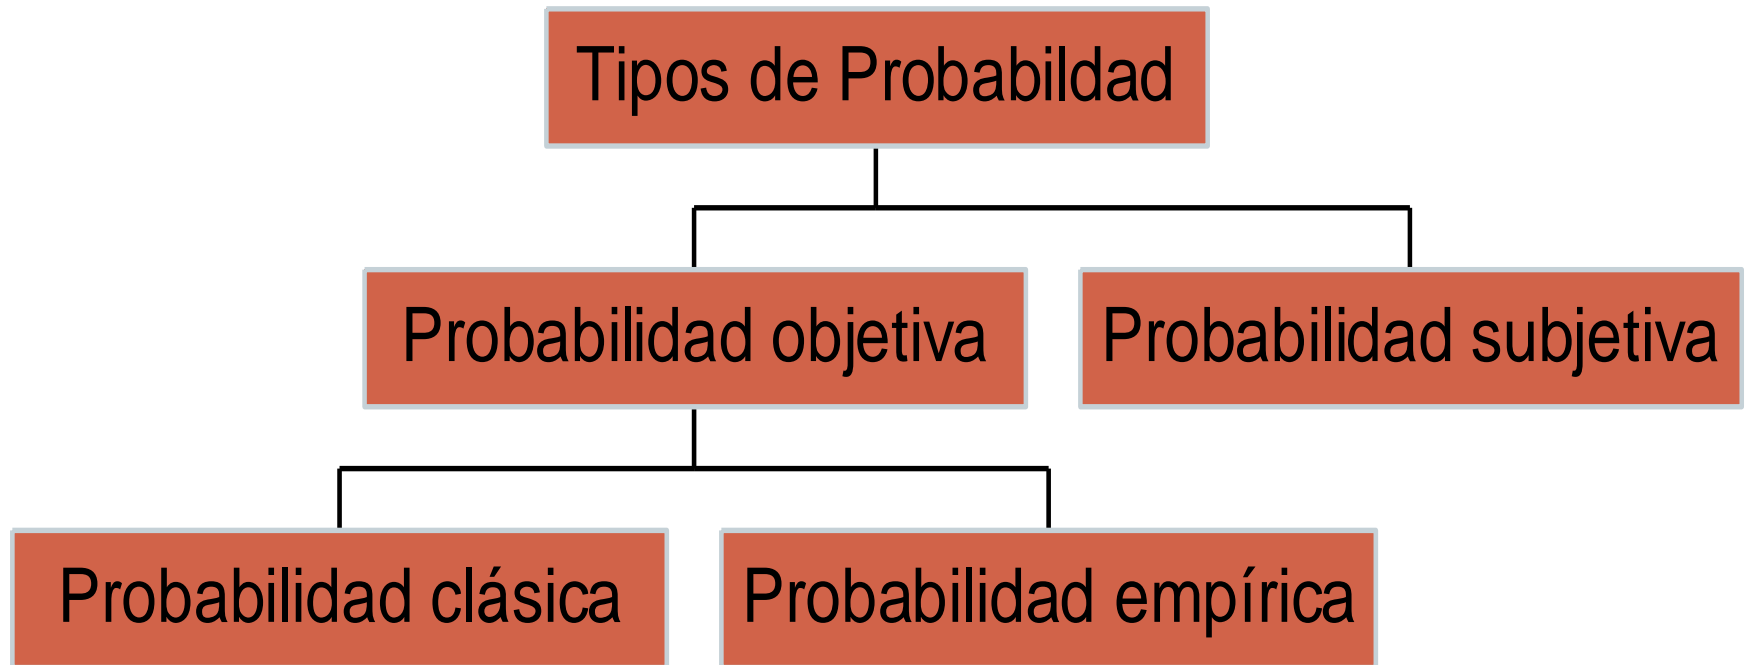 Tipos de Probabildad
Probabilidad objetiva
Probabilidad subjetiva
Probabilidad clásica
Probabilidad empírica